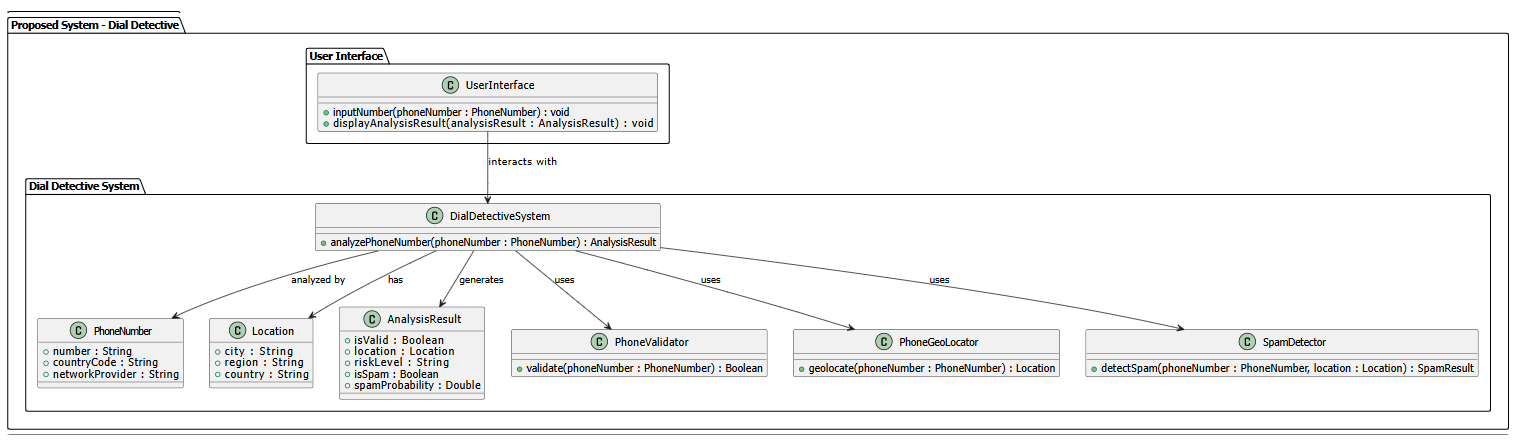 Proposed System - Dial Detective
User Interface
C UserInterface
inputNumber(phoneNumber : PhoneNumber) : void
displayAnalysisResult(analysisResult : AnalysisResult) : void
interacts with
Dial Detective System
C DialDetectiveSystem
analyzePhoneNumber(phoneNumber : PhoneNumber) : AnalysisResult
analyzed by
has
generates
uses
uses
uses
C PhoneNumber
number : String
countryCode : String
networkProvider : String
C Location
city : String
region : String
country : String
C AnalysisResult
isValid : Boolean
location : Location
riskLevel : String
isSpam : Boolean
spamProbability : Double
C PhoneValidator
validate(phoneNumber : PhoneNumber) : Boolean
C PhoneGeoLocator
geolocate(phoneNumber : PhoneNumber) : Location
C SpamDetector
detectSpam(phoneNumber : PhoneNumber, location : Location) : SpamResult